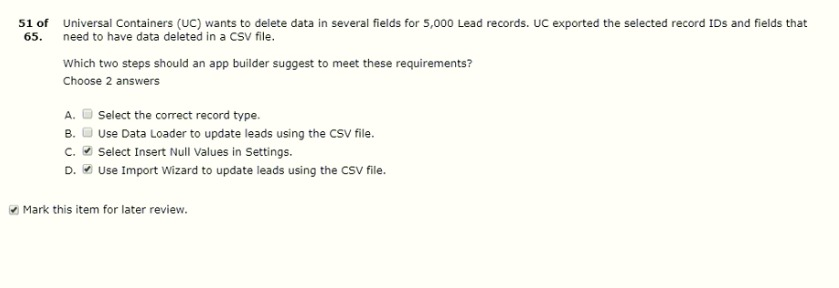 51 of Universal Containers (UC) wants to delete data in several fields for 5,000 Lead records. UC exported the selected record IDs and fields that
65. need to have data deleted in a CSV file.
Which two steps should an app builder suggest to meet these requirements?
Choose 2 answers
A. Select the correct record type.
B. Use Data Loader to update leads using the CSV file.
C. Select Insert Null Values in Settings.
D. Use Import Wizard to update leads using the CSV file.
Mark this item for later review.